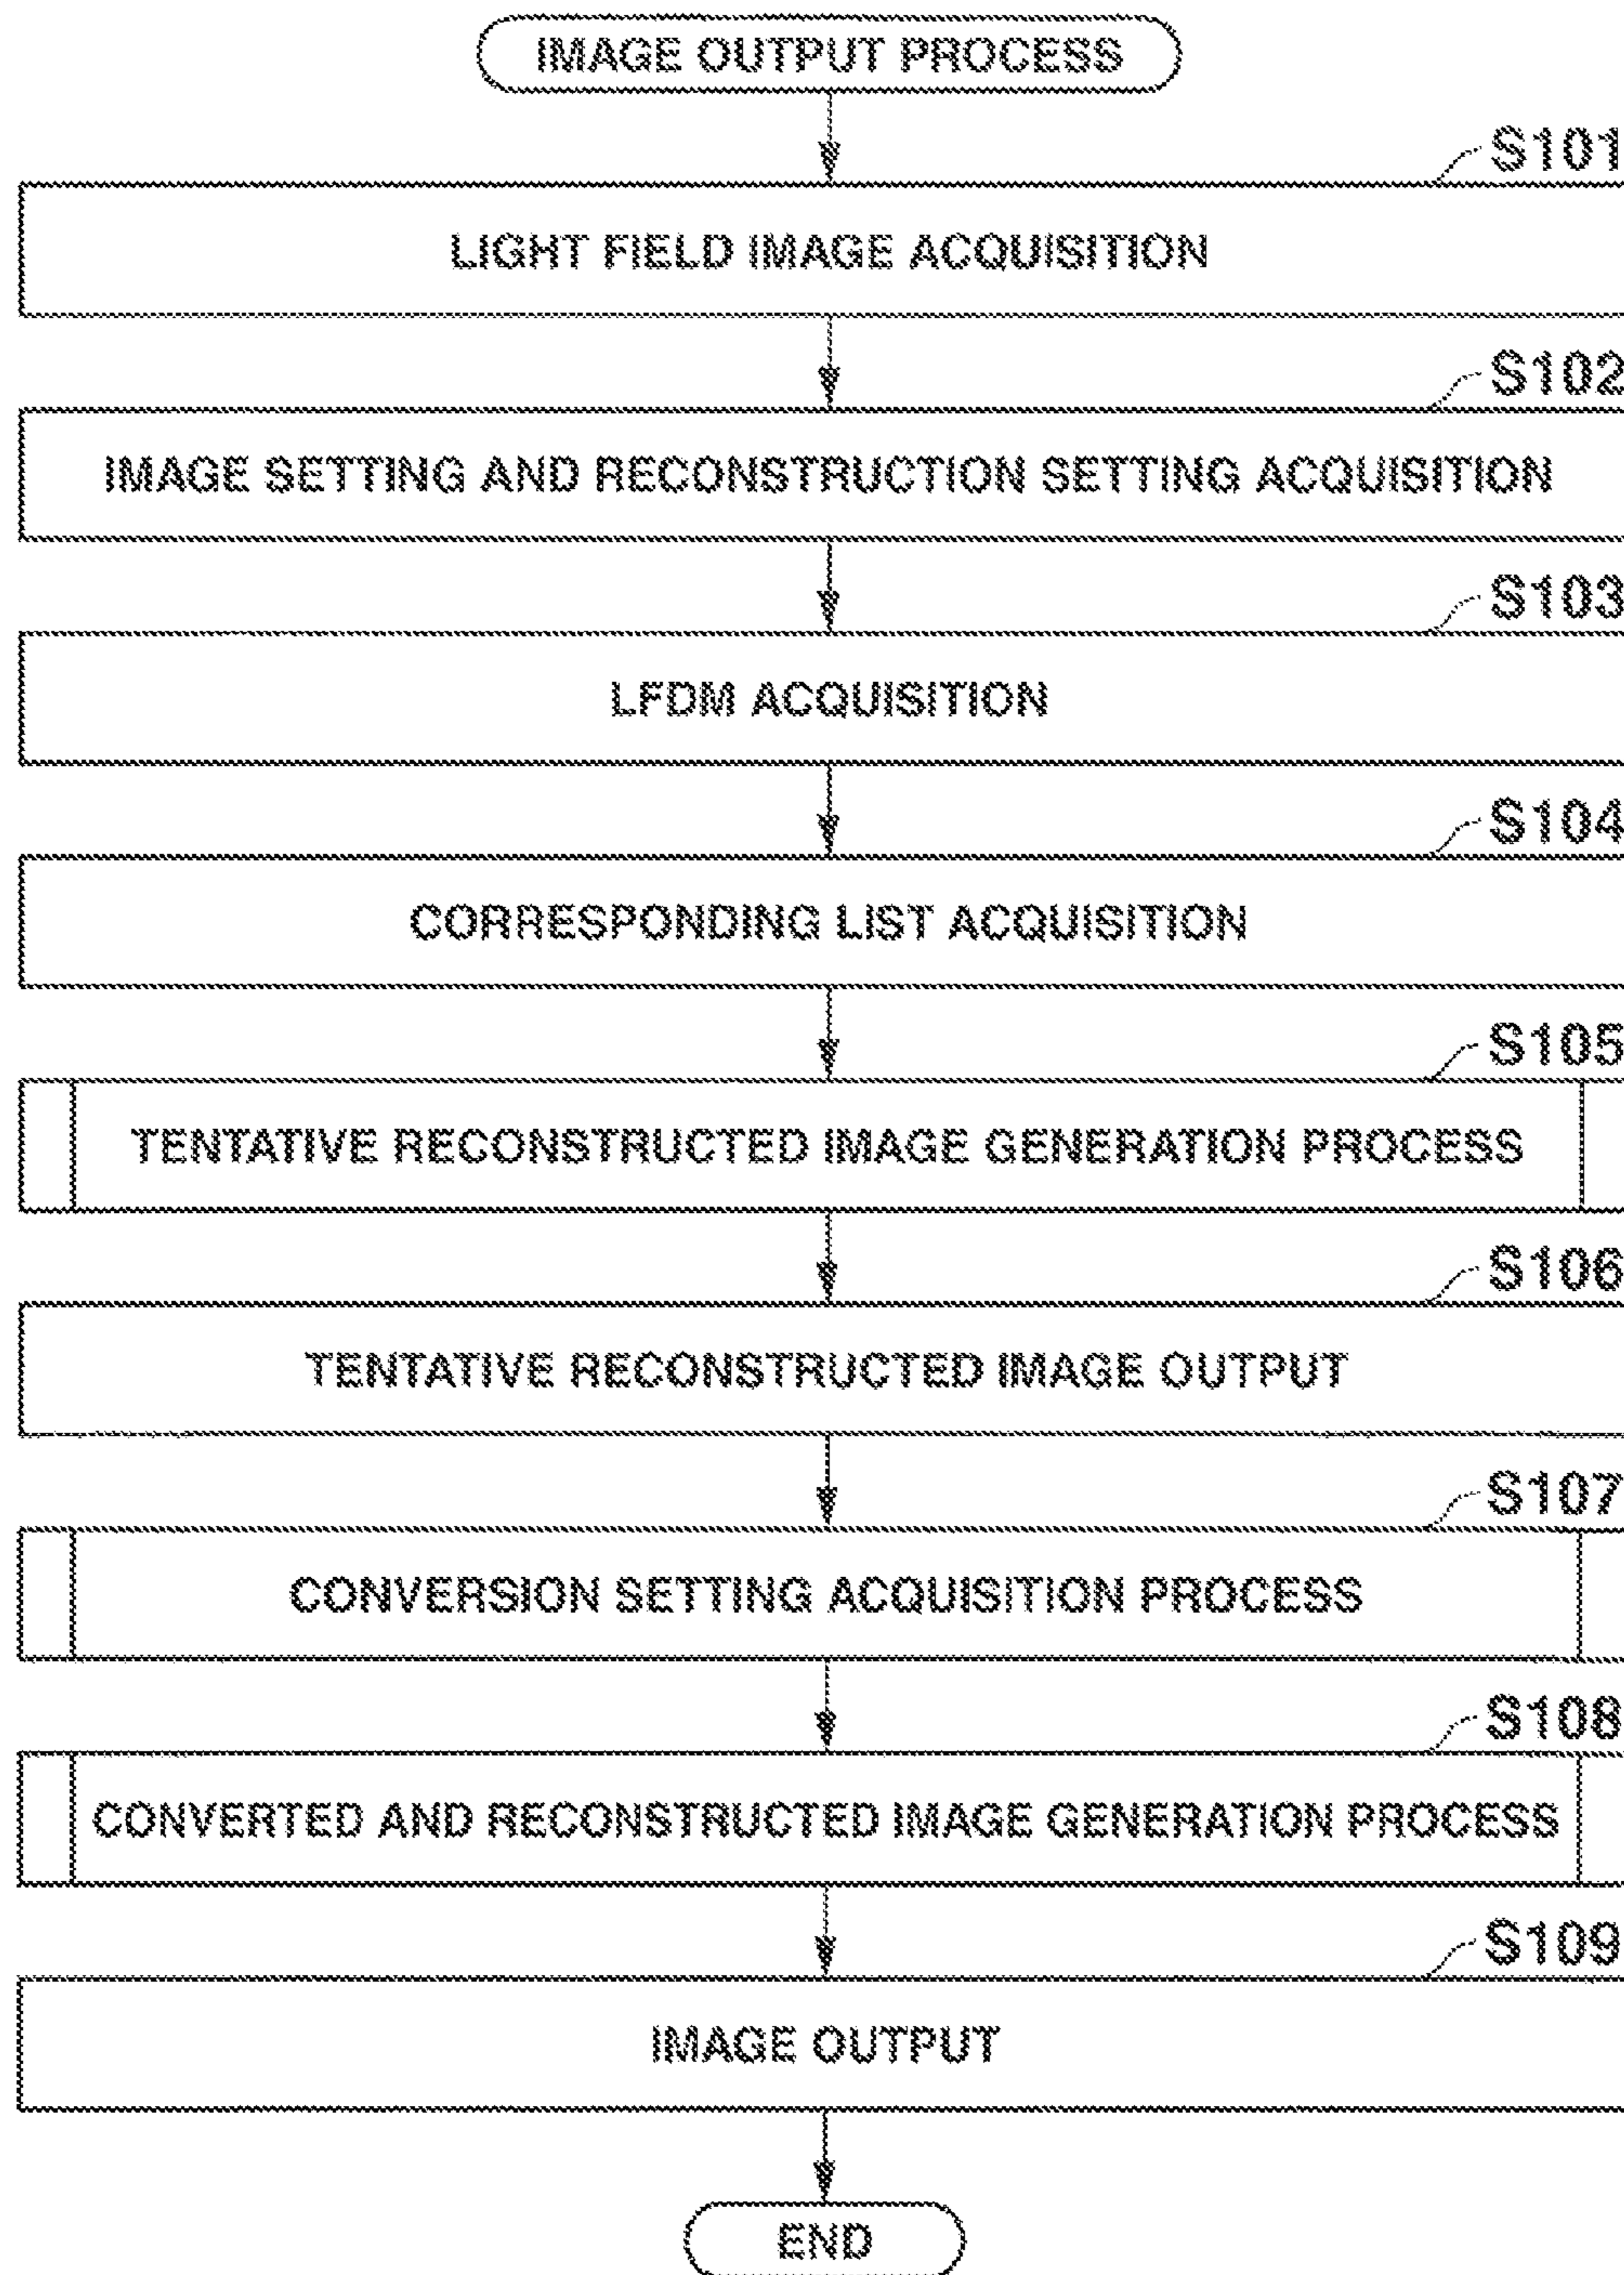 IMAGE OUTPUT PROCESS
S101
LIGHT FIELD IMAGE ACQUISITION
S102
IMAGE SETTING AND RECONSTRUCTION SETTING ACQUISITION
S103
LFDM ACQUISITION
S104
CORRESPONDING LIST ACQUISITION
S105
TENTATIVE RECONSTRUCTED IMAGE GENERATION PROCESS
S106
TENTATIVE RECONSTRUCTED IMAGE OUTPUT
S107
CONVERSION SETTING ACQUISITION PROCESS
S108
CONVERTED AND RECONSTRUCTED IMAGE GENERATION PROCESS
S109
IMAGE OUTPUT
END